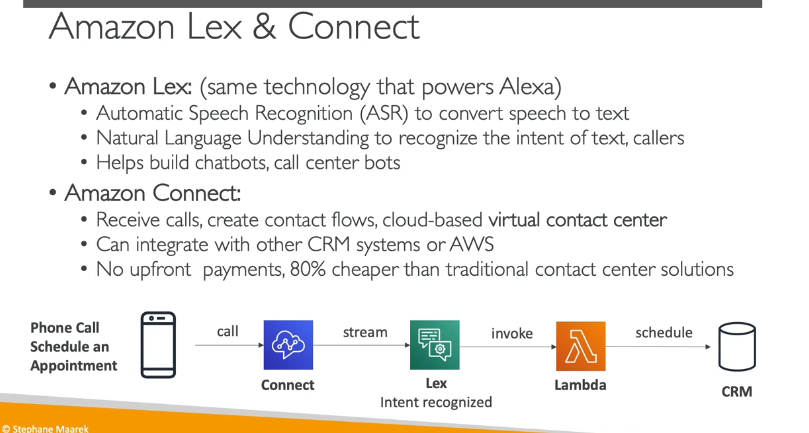 Amazon Lex & Connect
• Amazon Lex: (same technology that powers Alexa)
• Automatic Speech Recognition (ASR) to convert speech to text
• Natural Language Understanding to recognize the intent of text, callers
• Helps build chatbots, call center bots
• Amazon Connect:
• Receive calls, create contact flows, cloud-based virtual contact center
• Can integrate with other CRM systems or AWS
• No upfront payments, 80% cheaper than traditional contact center solutions
Phone Call
Schedule an
Appointment
call
Connect
stream
Lex
Intent recognized
invoke
Lambda
schedule
CRM
© Stephane Maarek